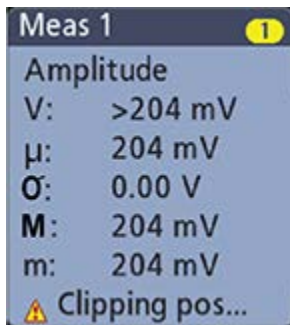 Meas 1 1
Amplitude
V: >204 mV
μ: 204 mV
σ: 0.00 V
M: 204 mV
m: 204 mV
Clipping pos...